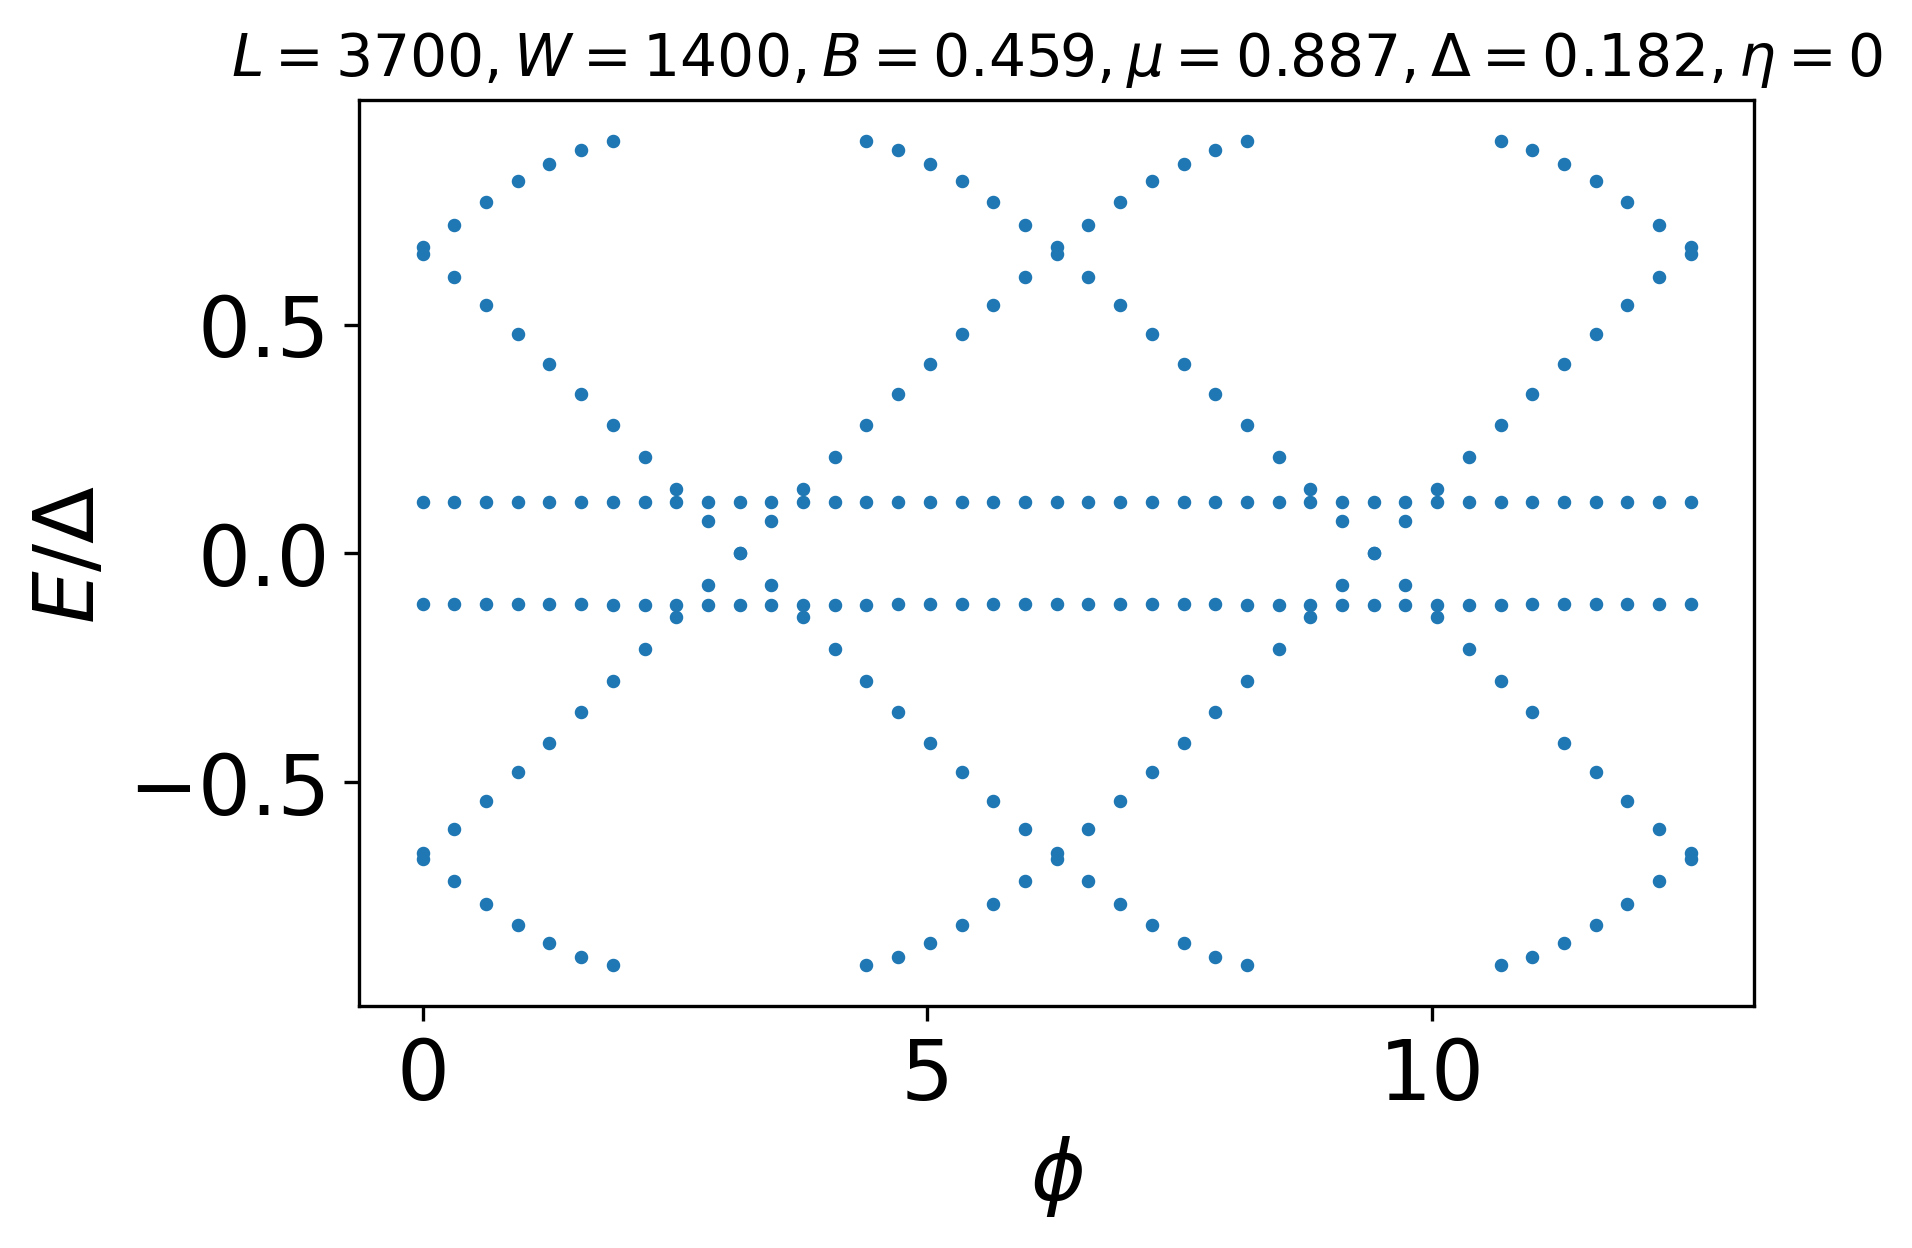 L = 3700, W = 1400, B = 0.459, μ = 0.887, Δ = 0.182, η = 0
E/Δ
0.5
0.0
−0.5
0 5 10
ϕ